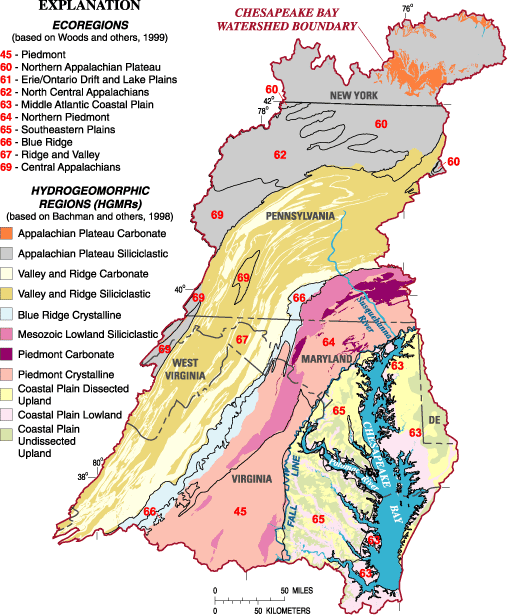 EXPLANATION
ECOREGIONS
(based on Woods and others, 1999)
45 - Piedmont
60 - Northern Appalachian Plateau
61 - Erie/Ontario Drift and Lake Plains
62 - North Central Appalachians
63 - Middle Atlantic Coastal Plain
64 - Northern Piedmont
65 - Southeastern Plains
66 - Blue Ridge
67 - Ridge and Valley
69 - Central Appalachians
HYDROGEOMORPHIC
REGIONS (HGMRs)
(based on Bachman and others, 1998)
Appalachian Plateau Carbonate
Appalachian Plateau Siliciclastic
Valley and Ridge Carbonate
Valley and Ridge Siliciclastic
Blue Ridge Crystalline
Mesozoic Lowland Siliciclastic
Piedmont Carbonate
Piedmont Crystalline
Coastal Plain Dissected
Upland
Coastal Plain Lowland
Coastal Plain
Undissected
Upland
CHESAPEAKE BAY
WATERSHED BOUNDARY
76°
60
42°
78°
NEW YORK
60
62
60
69
PENNSYLVANIA
69
40°
69
66
Susquehanna
River
67
64
69
WEST
VIRGINIA
MARYLAND
63
65
DE
63
CHESAPEAKE
BAY
80°
38°
66
VIRGINIA
FALL LINE
45
65
63
63
0 50 MILES
0 50 KILOMETERS